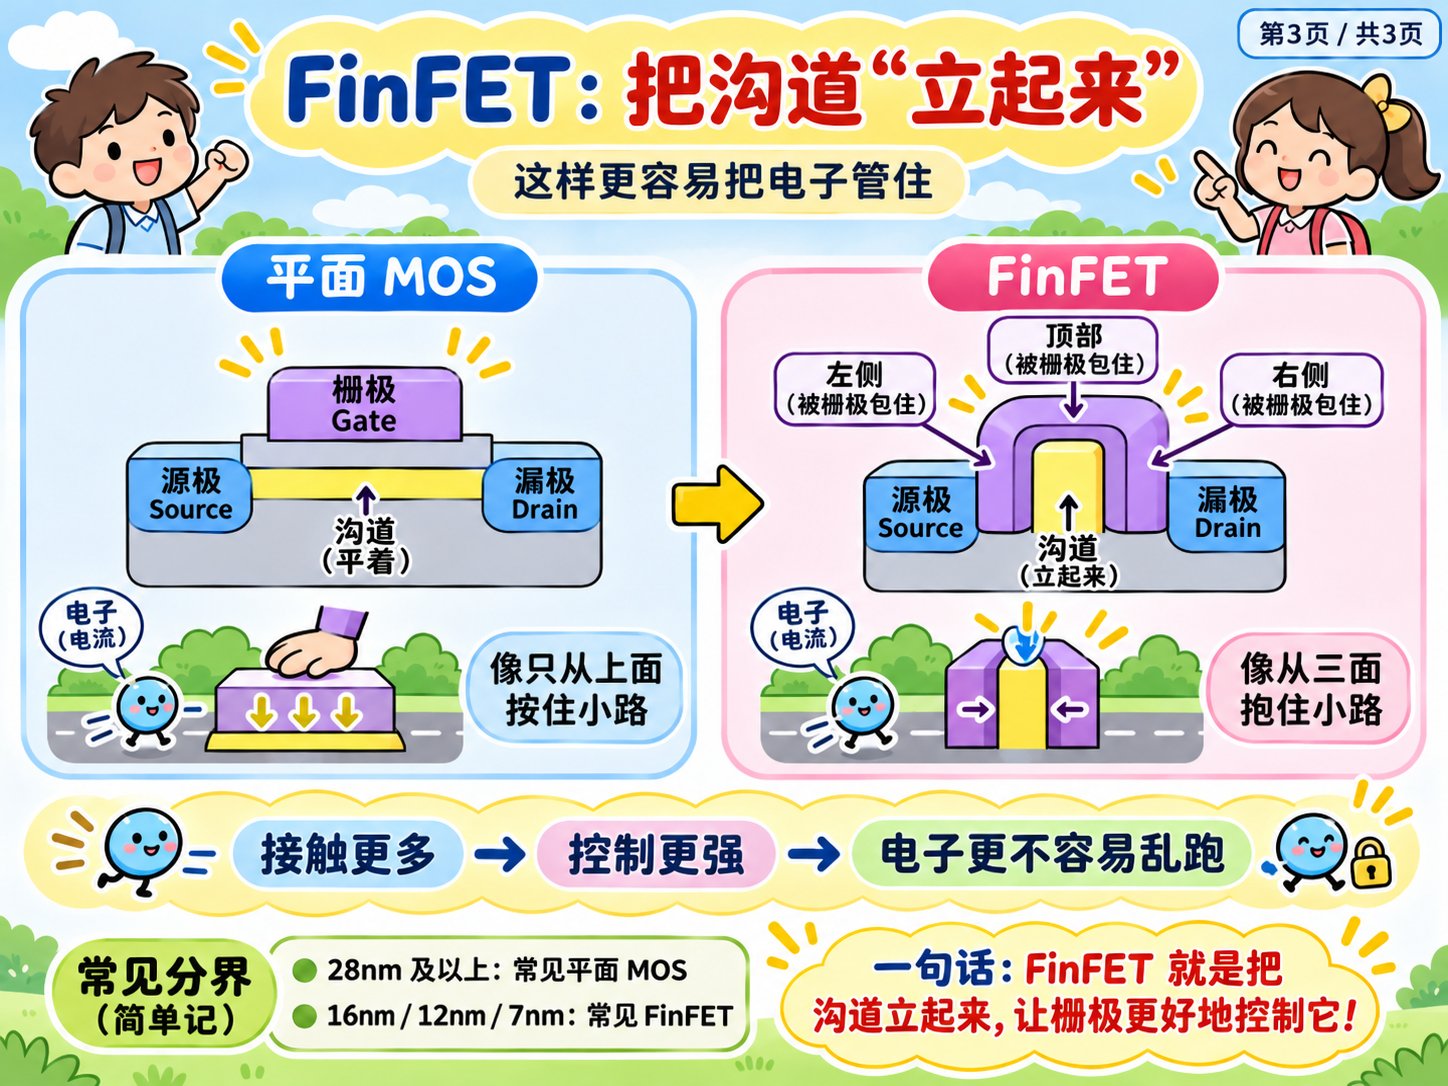 第3页 / 共3页
FinFET：把沟道“立起来”
这样更容易把电子管住
平面 MOS
栅极
Gate
源极
Source
漏极
Drain
沟道
（平着）
电子
（电流）
像只从上面
按住小路
FinFET
顶部
（被栅极包住）
左侧
（被栅极包住）
右侧
（被栅极包住）
源极
Source
漏极
Drain
沟道
（立起来）
电子
（电流）
像从三面
抱住小路
接触更多
控制更强
电子更不容易乱跑
常见分界
（简单记）
28nm 及以上：常见平面 MOS
16nm / 12nm / 7nm：常见 FinFET
一句话：FinFET 就是把
沟道立起来，让栅极更好地控制它！